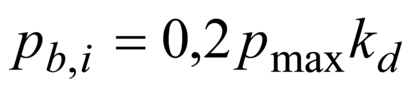 p_{b,i} = 0,2 p_{max} k_d